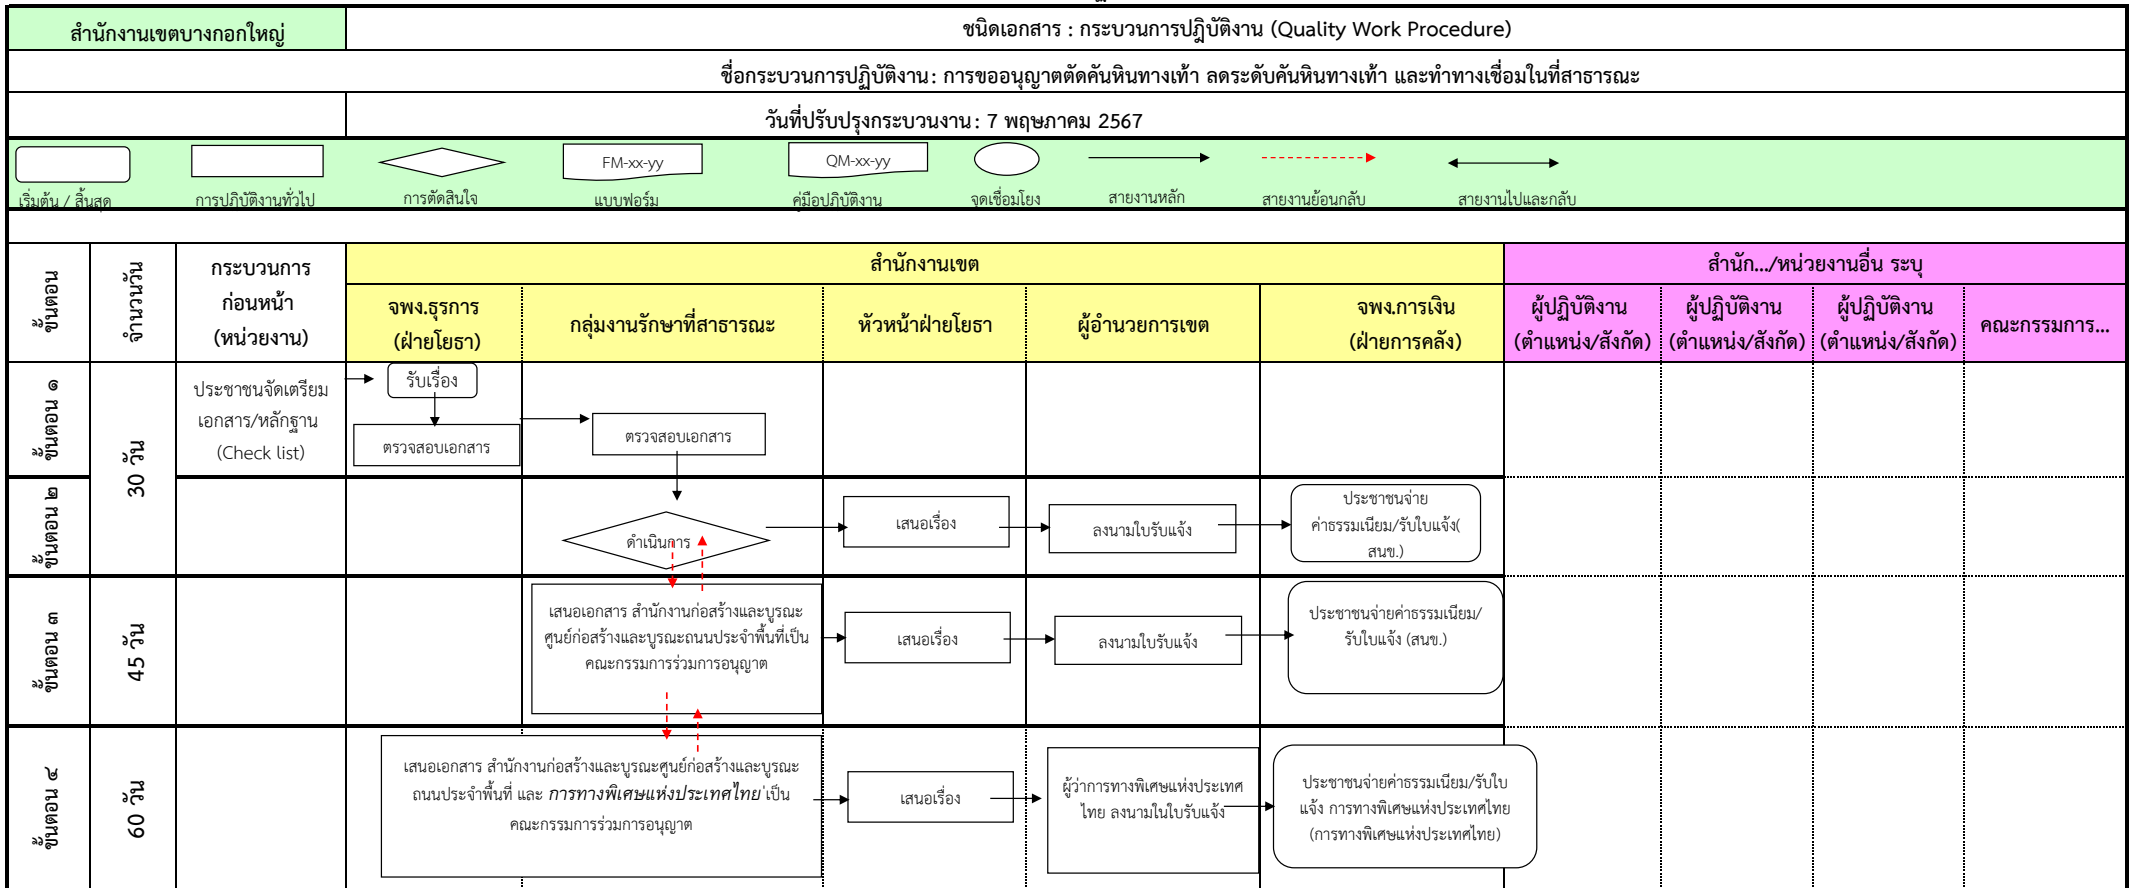 สำนักงานเขตบางกอกใหญ่
ชนิดเอกสาร : กระบวนการปฎิบัติงาน (Quality Work Procedure)
ชื่อกระบวนการปฏิบัติงาน: การขออนุญาตตัดคันหินทางเท้า ลดระดับคันหินทางเท้า และทำทางเชื่อมในที่สาธารณะ
วันที่ปรับปรุงกระบวนงาน: 7 พฤษภาคม 2567
FM-xx-yy
QM-xx-yy
เริ่มต้น / สิ้นสุด
การปฏิบัติงานทั่วไป
การตัดสินใจ
แบบฟอร์ม
คู่มือปฏิบัติงาน
จุดเชื่อมโยง
สายงานหลัก
สายงานย้อนกลับ
สายงานไปและกลับ
ขั้นตอน
จำนวนวัน
กระบวนการ
ก่อนหน้า
(หน่วยงาน)
สำนักงานเขต
สำนัก.../หน่วยงานอื่น ระบุ
จพง.ธุรการ
(ฝ่ายโยธา)
กลุ่มงานรักษาที่สาธารณะ
หัวหน้าฝ่ายโยธา
ผู้อำนวยการเขต
จพง.การเงิน
(ฝ่ายการคลัง)
ผู้ปฏิบัติงาน
(ตำแหน่ง/สังกัด)
ผู้ปฏิบัติงาน
(ตำแหน่ง/สังกัด)
ผู้ปฏิบัติงาน
(ตำแหน่ง/สังกัด)
คณะกรรมการ...
ขั้นตอน ๑
30 วัน
ประชาชนจัดเตรียม
เอกสาร/หลักฐาน
(Check list)
รับเรื่อง
ตรวจสอบเอกสาร
ตรวจสอบเอกสาร
ขั้นตอน ๒
ดำเนินการ
เสนอเรื่อง
ลงนามใบรับแจ้ง
ประชาชนจ่าย
ค่าธรรมเนียม/รับใบแจ้ง(
สนข.)
ขั้นตอน ๓
45 วัน
เสนอเอกสาร สำนักงานก่อสร้างและบูรณะ
ศูนย์ก่อสร้างและบูรณะถนนประจำพื้นที่เป็น
คณะกรรมการร่วมการอนุญาต
เสนอเรื่อง
ลงนามใบรับแจ้ง
ประชาชนจ่ายค่าธรรมเนียม/
รับใบแจ้ง (สนข.)
ขั้นตอน ๔
60 วัน
เสนอเอกสาร สำนักงานก่อสร้างและบูรณะศูนย์ก่อสร้างและบูรณะ
ถนนประจำพื้นที่ และ การทางพิเศษแห่งประเทศไทย เป็น
คณะกรรมการร่วมการอนุญาต
เสนอเรื่อง
ผู้ว่าการทางพิเศษแห่งประเทศ
ไทย ลงนามในใบรับแจ้ง
ประชาชนจ่ายค่าธรรมเนียม/รับใบ
แจ้ง การทางพิเศษแห่งประเทศไทย
(การทางพิเศษแห่งประเทศไทย)